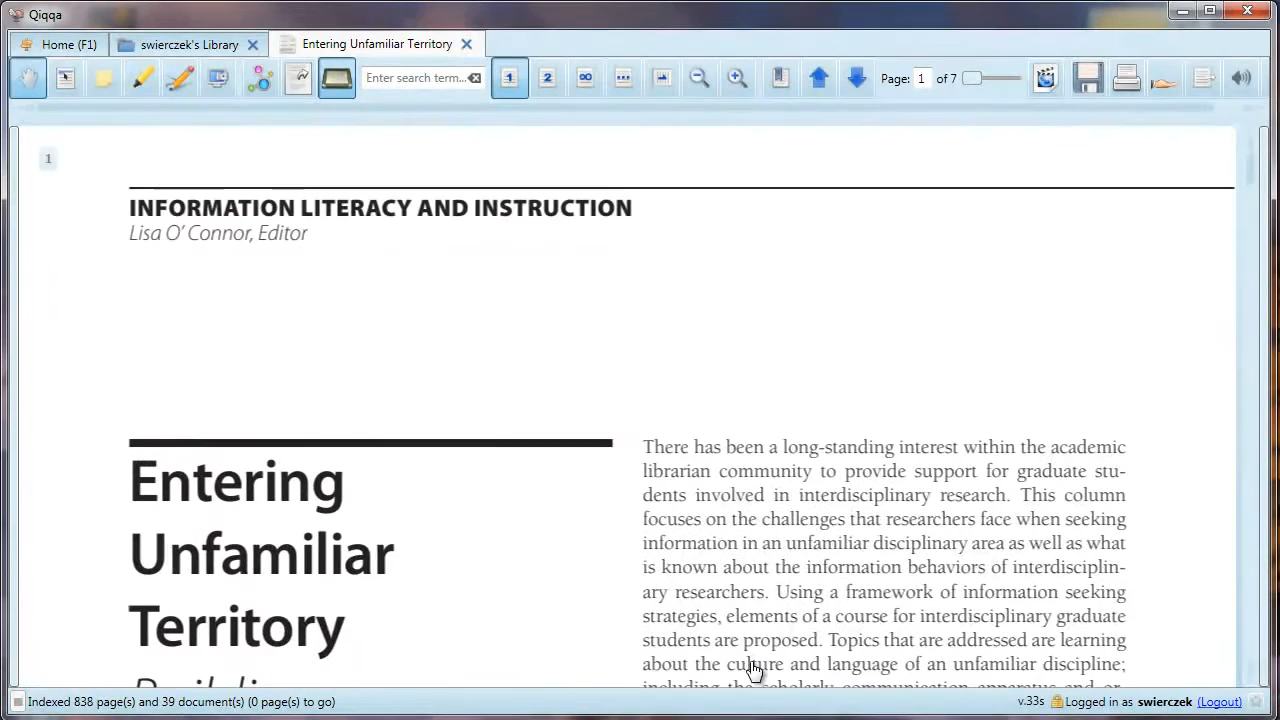 Qiqqa
Home (F1)
swierczek's Library
Entering Unfamiliar Territory
Enter search term...
1
2
Page: 1 of 7
1
INFORMATION LITERACY AND INSTRUCTION
Lisa O' Connor, Editor
Entering
Unfamiliar
Territory
There has been a long-standing interest within the academic
librarian community to provide support for graduate stu-
dents involved in interdisciplinary research. This column
focuses on the challenges that researchers face when seeking
information in an unfamiliar disciplinary area as well as what
is known about the information behaviors of interdisciplin-
ary researchers. Using a framework of information seeking
strategies, elements of a course for interdisciplinary graduate
students are proposed. Topics that are addressed are learning
about the culture and language of an unfamiliar discipline;
Indexed 838 page(s) and 39 document(s) (0 page(s) to go)
v.33s
Logged in as swierczek (Logout)